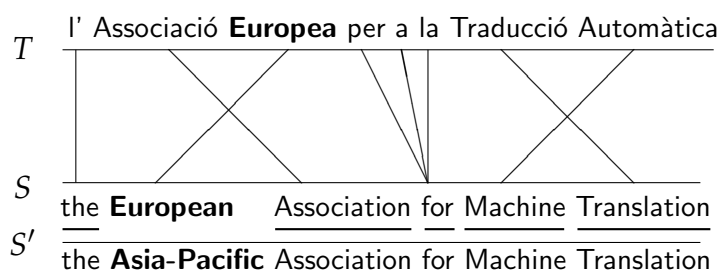 l' Associació Europea per a la Traducció Automàtica
T
S
the European Association for Machine Translation
S′
the Asia-Pacific Association for Machine Translation